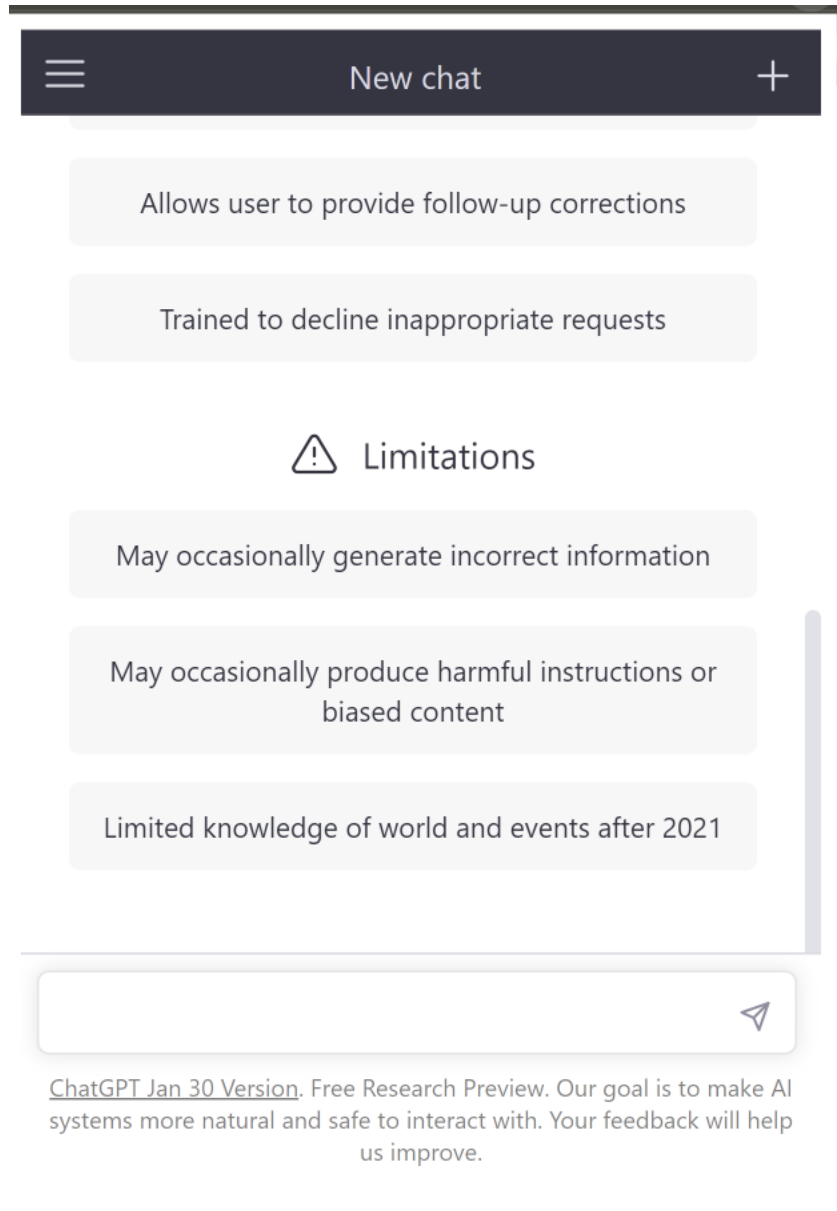 New chat
Allows user to provide follow-up corrections
Trained to decline inappropriate requests
Limitations
May occasionally generate incorrect information
May occasionally produce harmful instructions or
biased content
Limited knowledge of world and events after 2021
ChatGPT Jan 30 Version. Free Research Preview. Our goal is to make AI
systems more natural and safe to interact with. Your feedback will help
us improve.